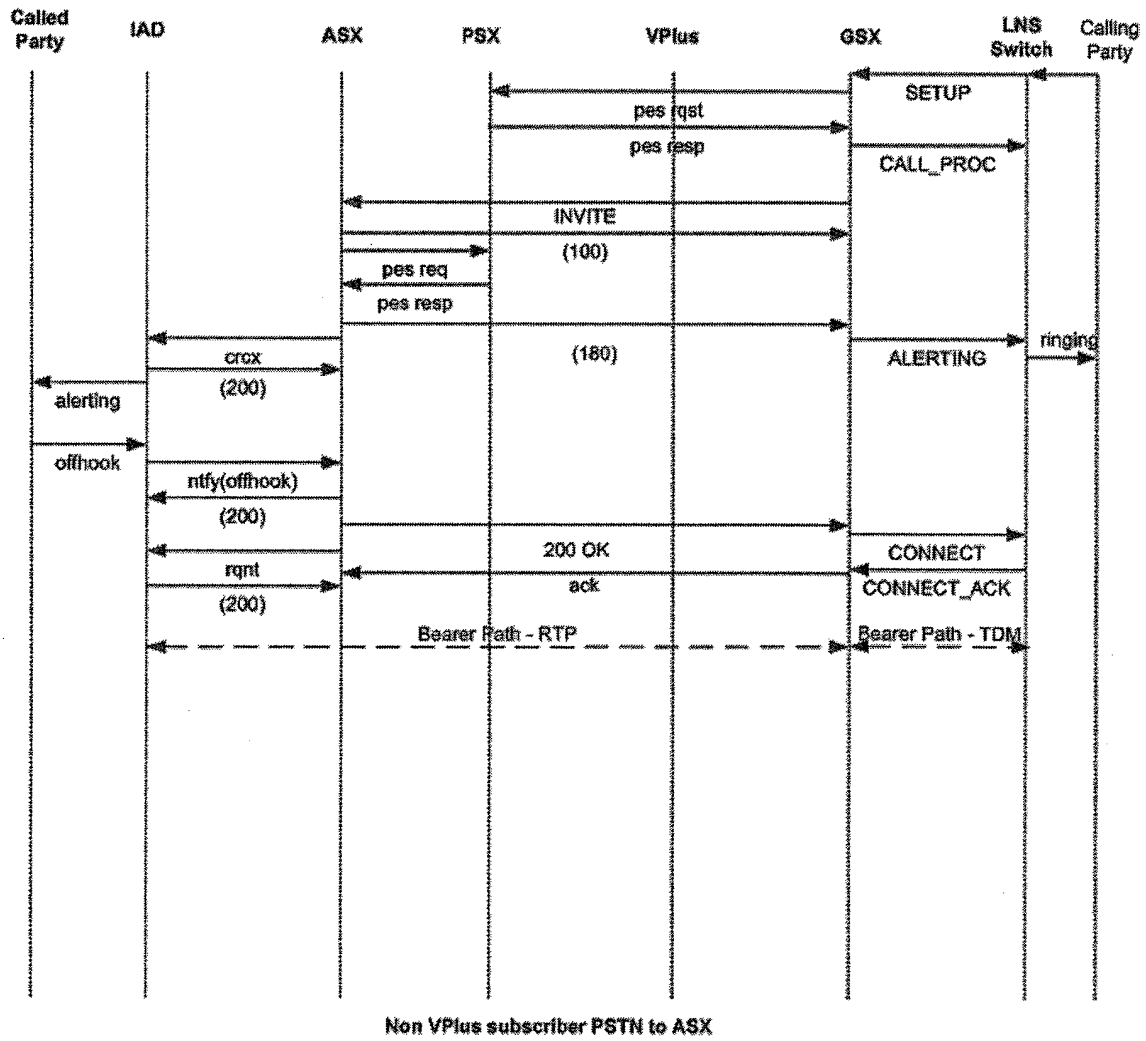 Called Party
IAD
ASX
PSX
VPlus
GSX
LNS Switch
Calling Party
SETUP
pes rqst
pes resp
CALL_PROC
INVITE
(100)
pes req
pes resp
(180)
ALERTING
ringing
crcx
(200)
alerting
offhook
ntfy(offhook)
(200)
200 OK
CONNECT
rqnt
ack
CONNECT_ACK
(200)
Bearer Path - RTP
Bearer Path - TDM
Non VPlus subscriber PSTN to ASX